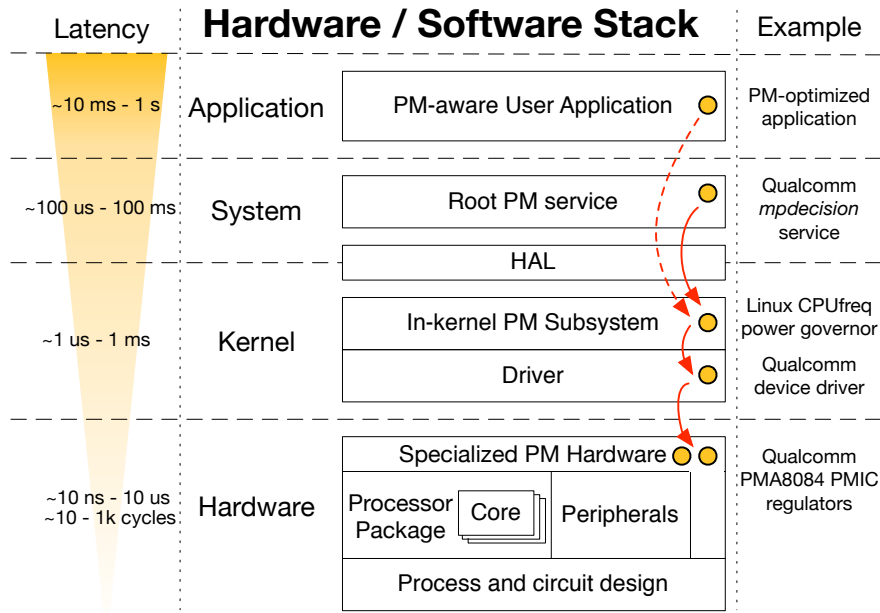 Latency
Hardware / Software Stack
Example
~10 ms - 1 s
Application
PM-aware User Application
PM-optimized
application
~100 us - 100 ms
System
Root PM service
Qualcomm
mpdecision
service
HAL
~1 us - 1 ms
Kernel
In-kernel PM Subsystem
Linux CPUfreq
power governor
Driver
Qualcomm
device driver
~10 ns - 10 us
~10 - 1k cycles
Hardware
Specialized PM Hardware
Processor
Package
Core
Peripherals
Process and circuit design
Qualcomm
PMA8084 PMIC
regulators